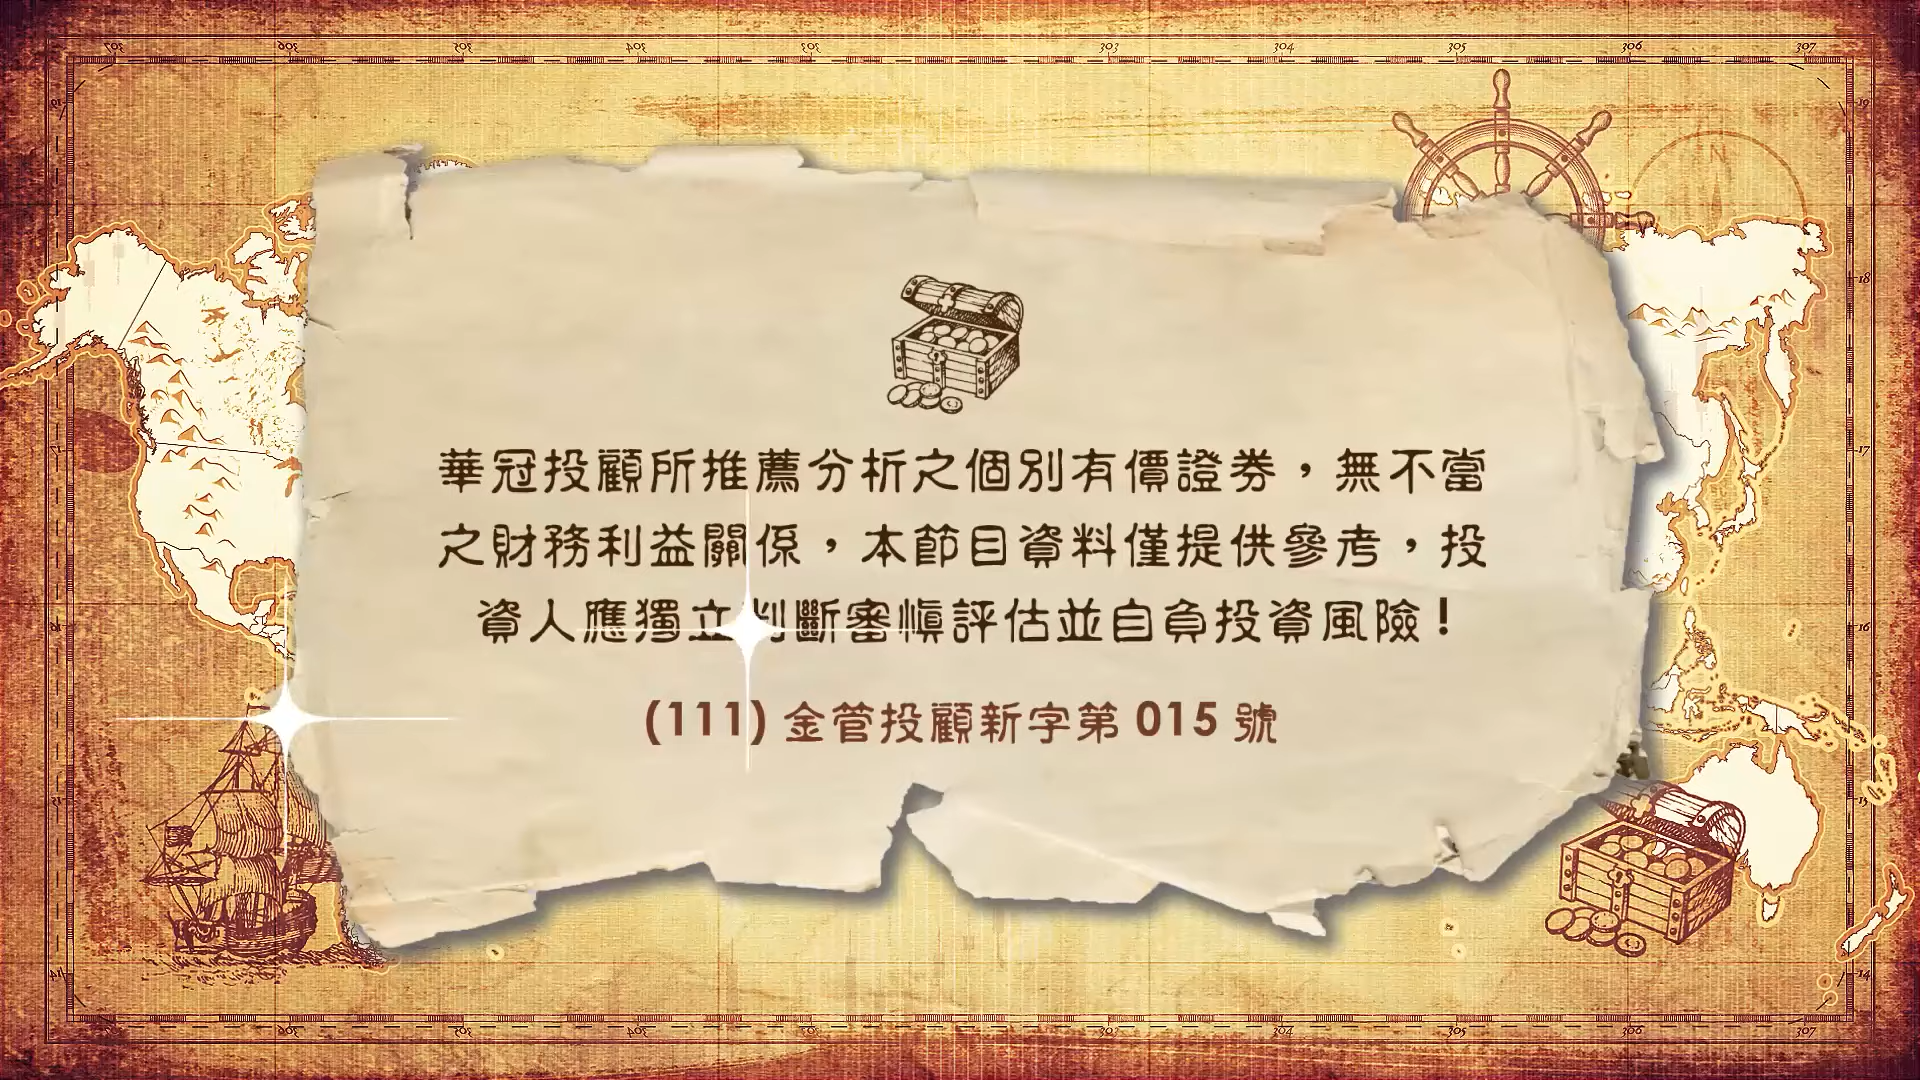 華冠投顧所推薦分析之個別有價證券，無不當
之財務利益關係，本節目資料僅提供參考，投
資人應獨立判斷審慎評估並自負投資風險！
(111) 金管投顧新字第 015 號